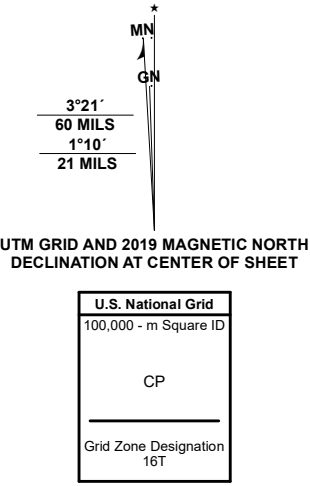 ★
MN
GN
3°21´
60 MILS
1°10´
21 MILS
UTM GRID AND 2019 MAGNETIC NORTH
DECLINATION AT CENTER OF SHEET
U.S. National Grid
100,000 - m Square ID
CP
Grid Zone Designation
16T